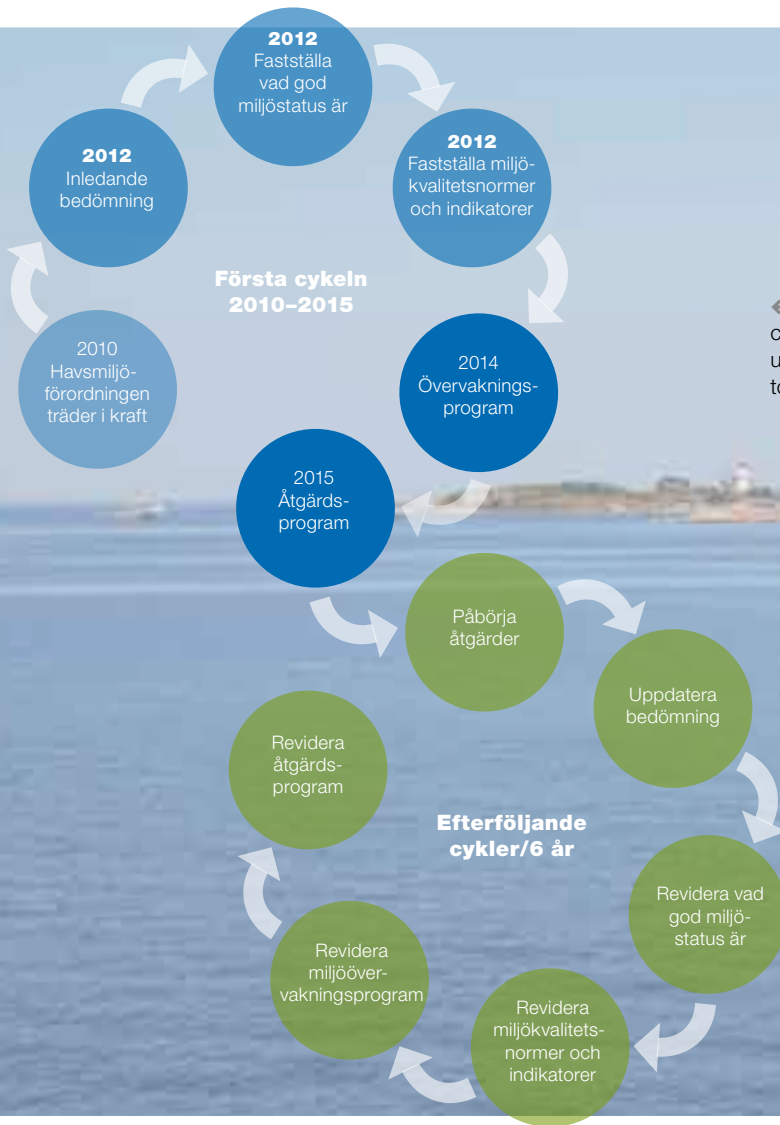 2012
Fastställa
vad god
miljöstatus är
2012
Inledande
bedömning
2012
Fastställa miljö-
kvalitetsnormer
och indikatorer
Första cykeln
2010–2015
2010
Havsmiljö-
förordningen
träder i kraft
2014
Övervaknings-
program
2015
Åtgärds-
program
Påbörja
åtgärder
Uppdatera
bedömning
Revidera
åtgärds-
program
Efterföljande
cykler/6 år
Revidera vad
god miljö-
status är
Revidera
miljööver-
vakningsprogram
Revidera
miljökvalitets-
normer och
indikatorer